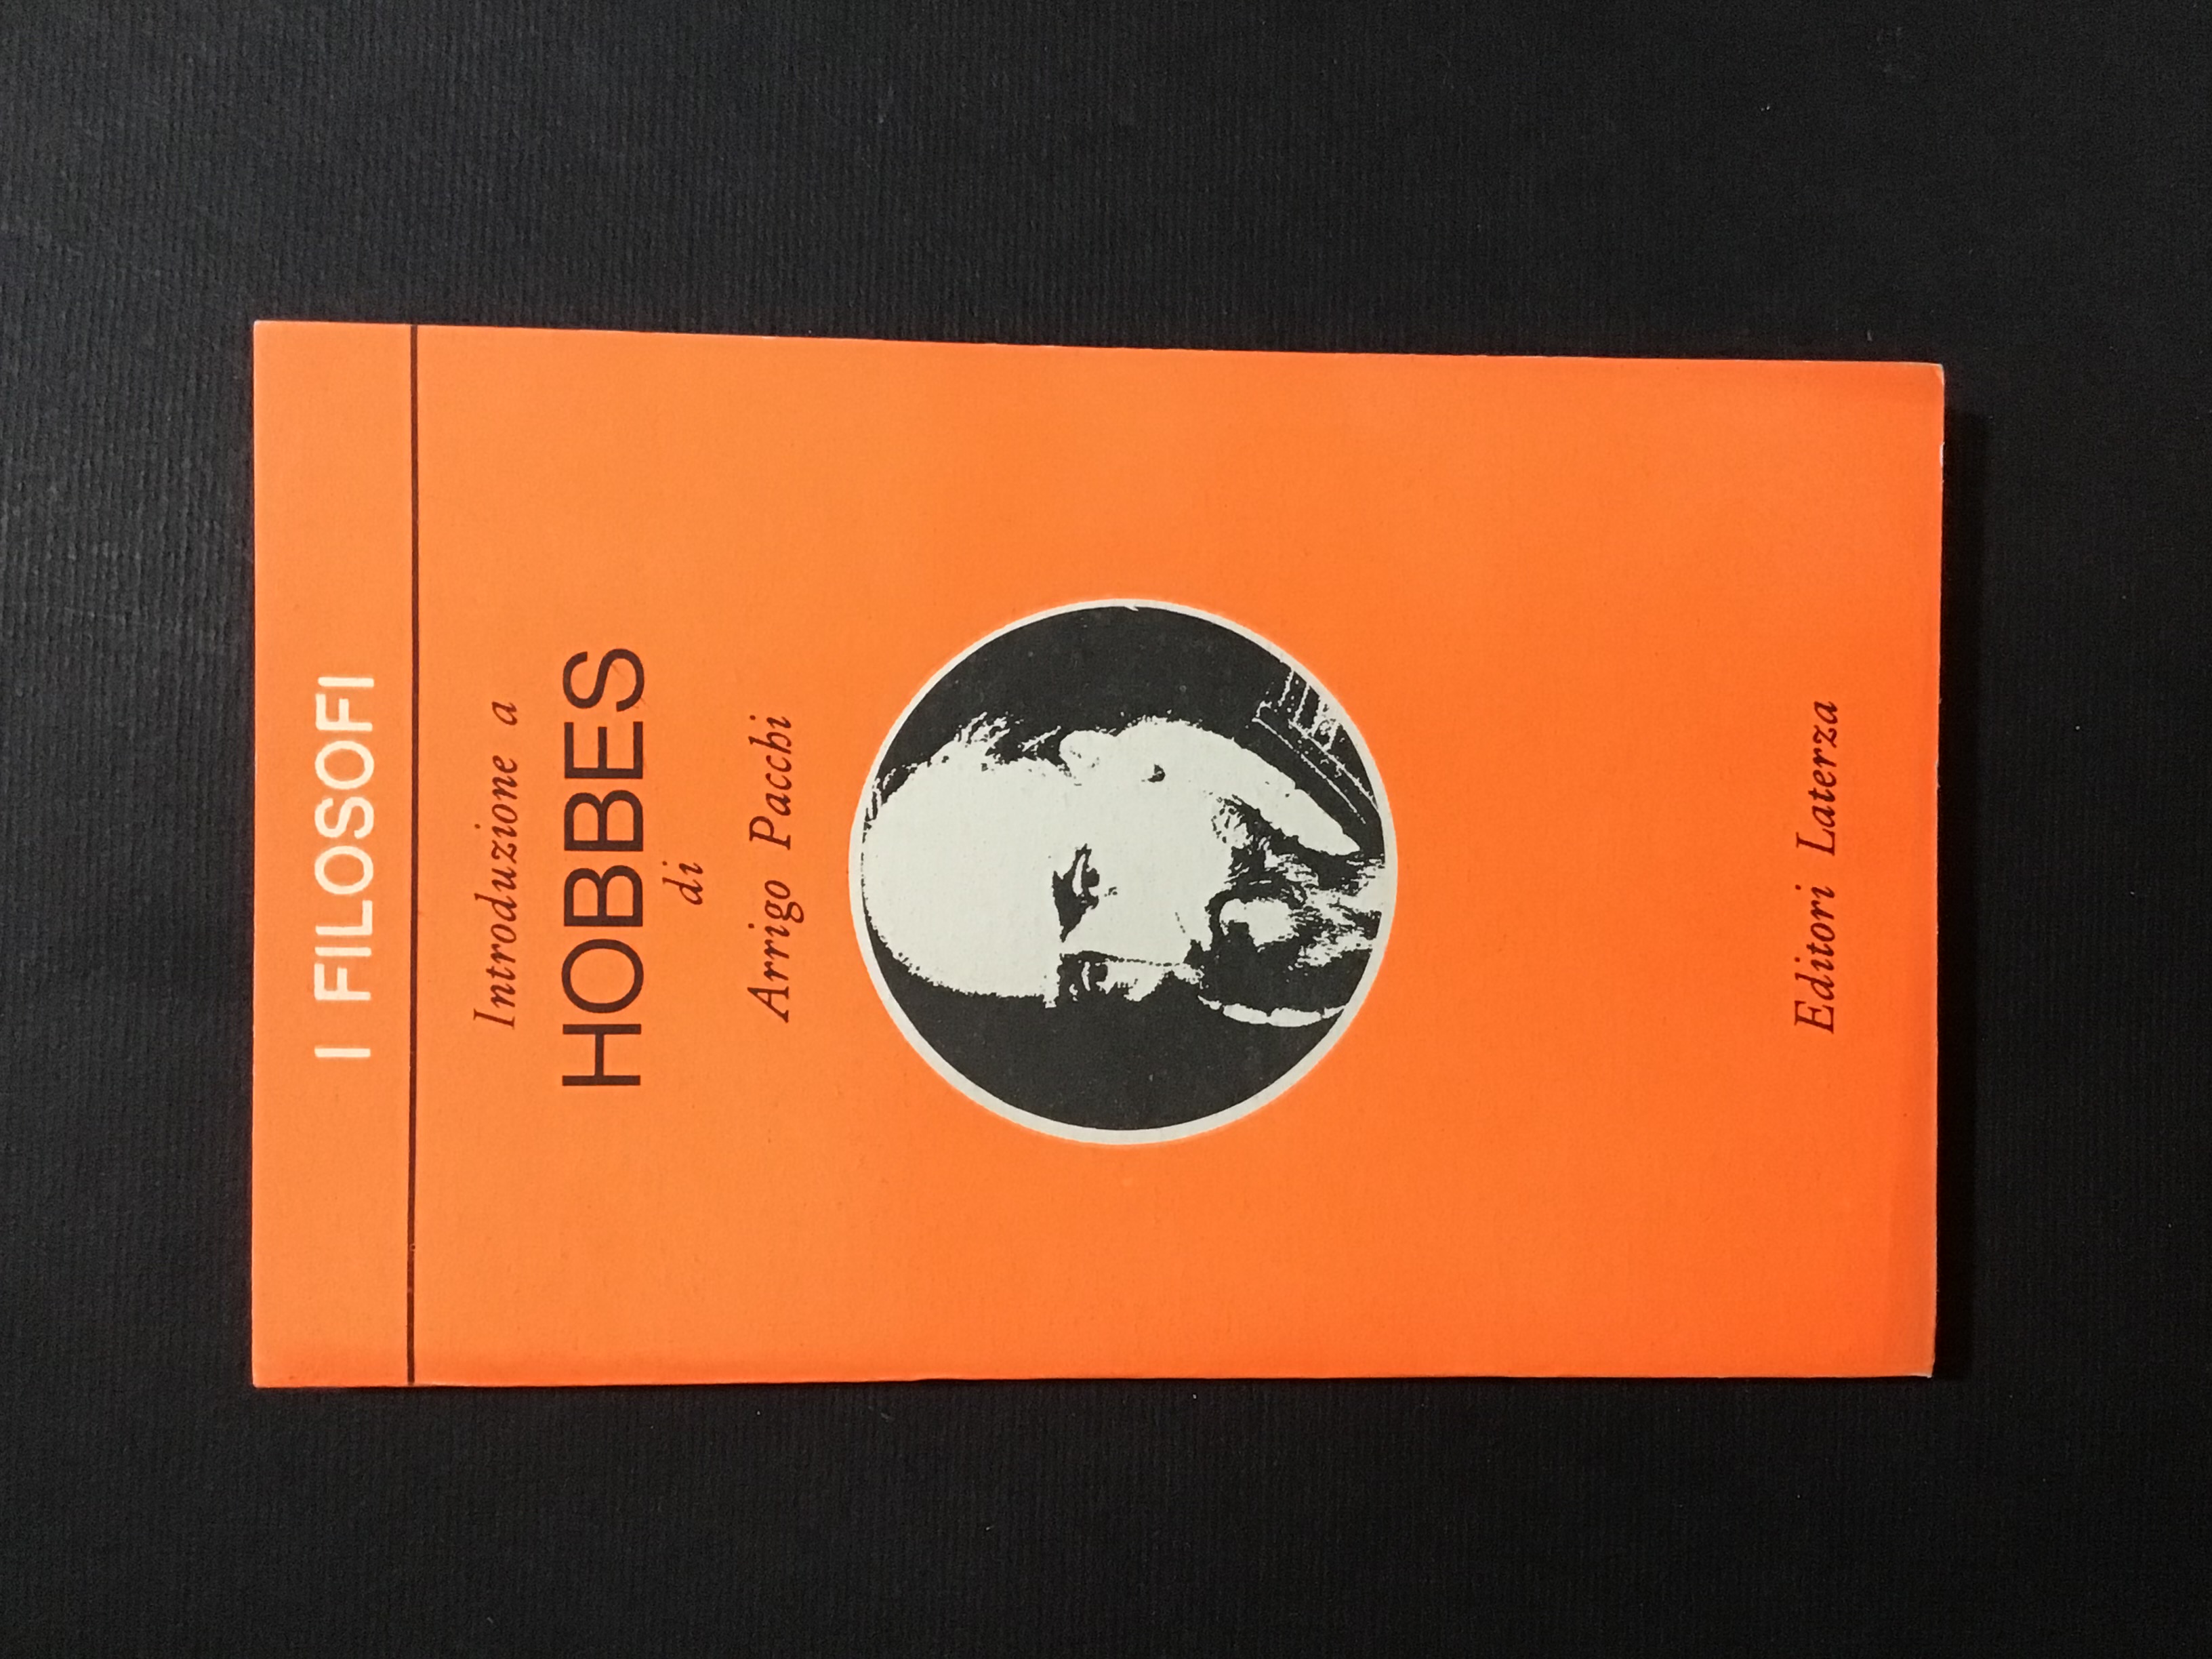 I FILOSOFI
Introduzione a
HOBBES
di
Arrigo Pacchi
Editori Laterza